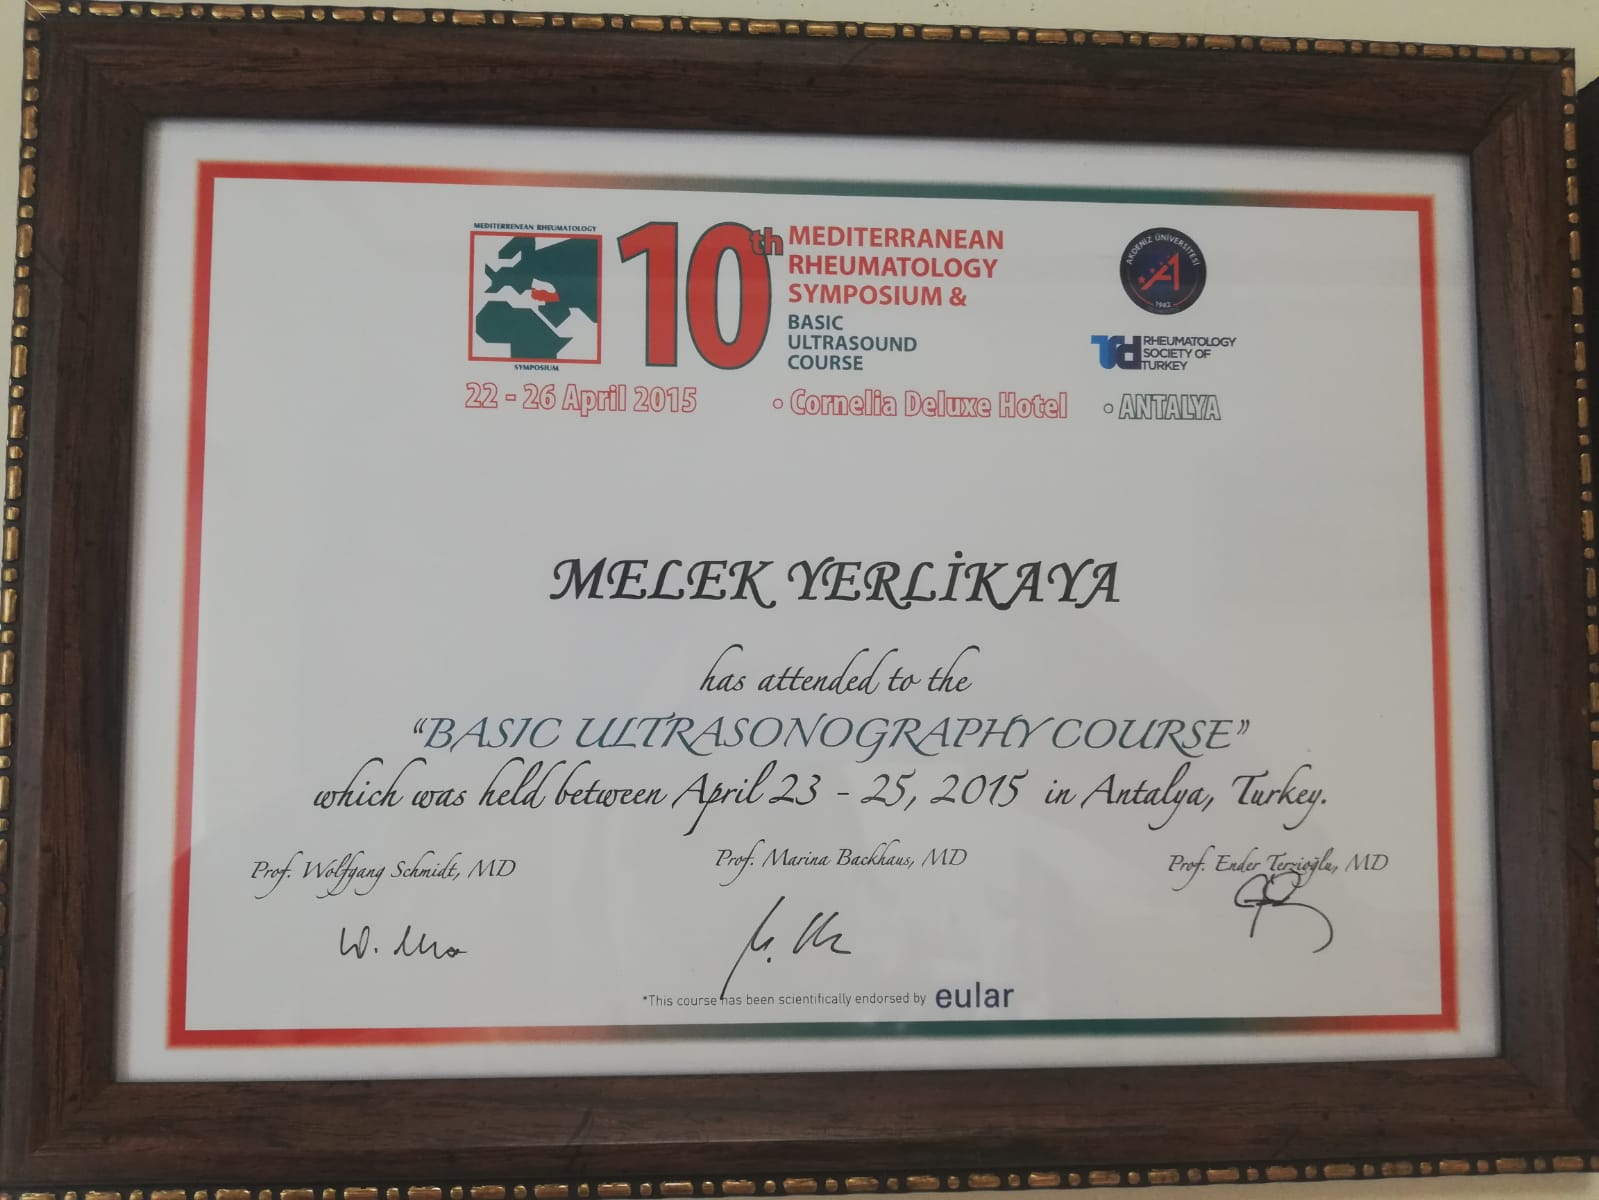 MEDITERRENEAN RHEUMATOLOGY
SYMPOSIUM
10th
MEDITERRANEAN
RHEUMATOLOGY
SYMPOSIUM &
BASIC
ULTRASOUND
COURSE
AKDENİZ ÜNİVERSİTESİ
1982
RHEUMATOLOGY
SOCIETY OF
TURKEY
22 - 26 April 2015 • Cornelia Deluxe Hotel • ANTALYA
MELEK YERLİKAYA
has attended to the
“BASIC ULTRASONOGRAPHY COURSE”
which was held between April 23 - 25, 2015 in Antalya, Turkey.
Prof. Wolfgang Schmidt, MD
Prof. Marina Backhaus, MD
Prof. Ender Terzioğlu, MD
*This course has been scientifically endorsed by eular